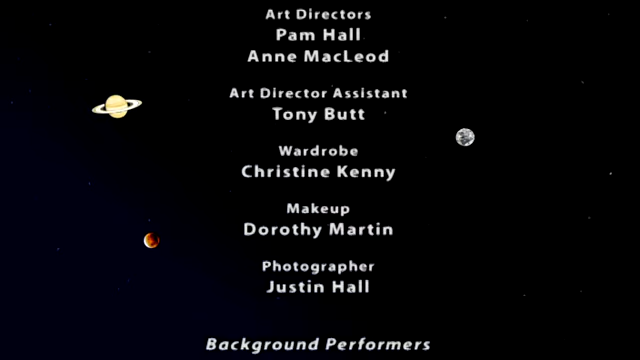 Art Directors
Pam Hall
Anne MacLeod
Art Director Assistant
Tony Butt
Wardrobe
Christine Kenny
Makeup
Dorothy Martin
Photographer
Justin Hall
Background Performers